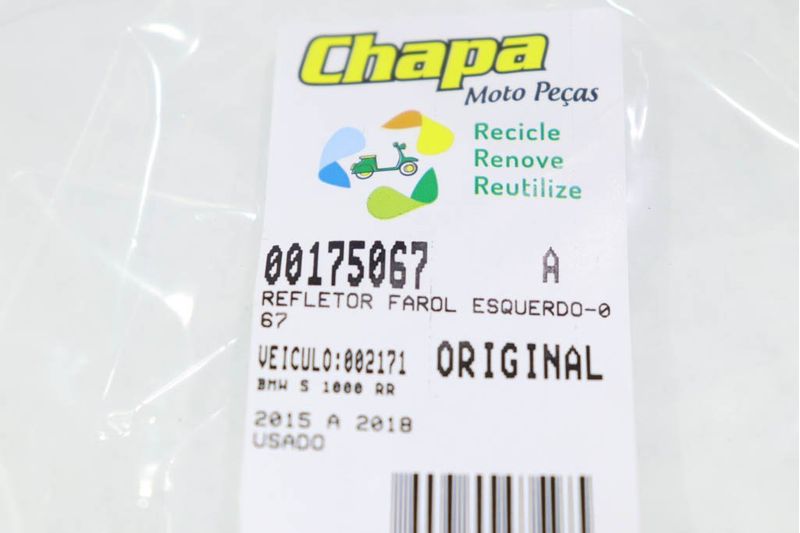 Chapa
Moto Peças
Recicle
Renove
Reutilize
00175067 A
REFLETOR FAROL ESQUERDO-0
67
VEICULO:002171 ORIGINAL
BMW S 1000 RR
2015 A 2018
USADO